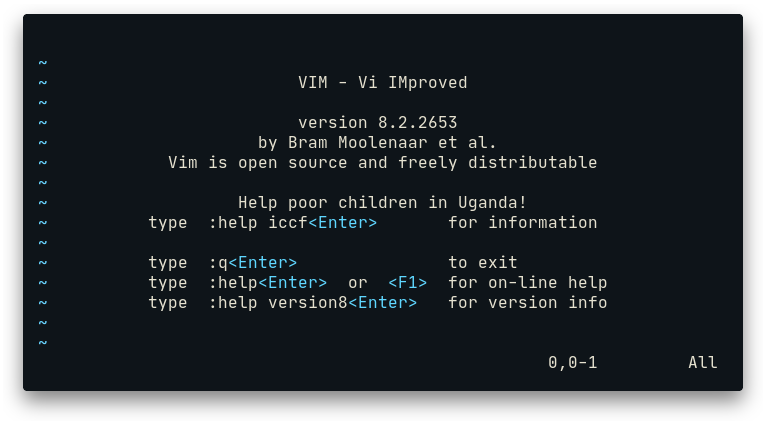 ~
~ VIM - Vi IMproved
~
~ version 8.2.2653
~ by Bram Moolenaar et al.
~ Vim is open source and freely distributable
~
~ Help poor children in Uganda!
~ type :help iccf<Enter> for information
~
~ type :q<Enter> to exit
~ type :help<Enter> or <F1> for on-line help
~ type :help version8<Enter> for version info
~
~
0,0-1 All